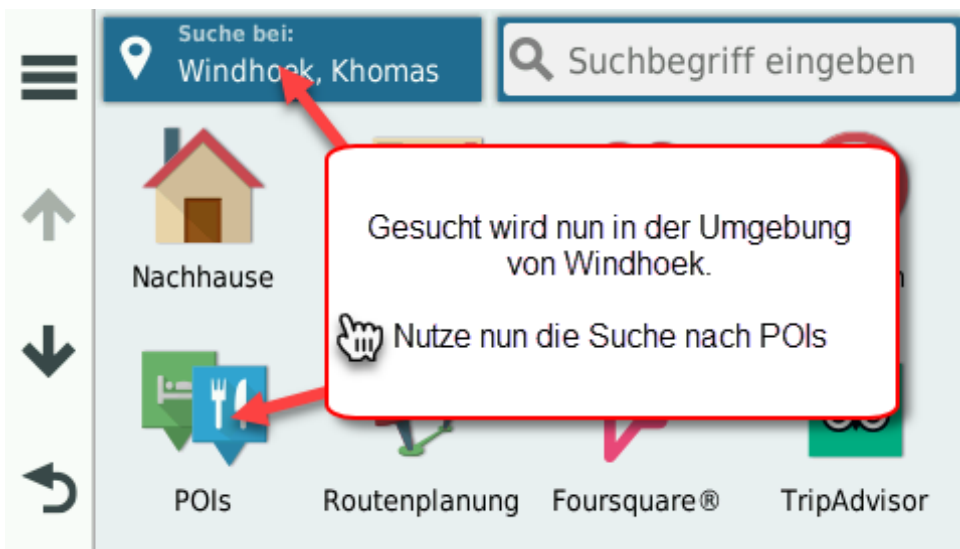 Suche bei:
Windhoek, Khomas
Suchbegriff eingeben
Gesucht wird nun in der Umgebung
von Windhoek.
Nutze nun die Suche nach POIs
Nachhause
POIs
Routenplanung
Foursquare®
TripAdvisor